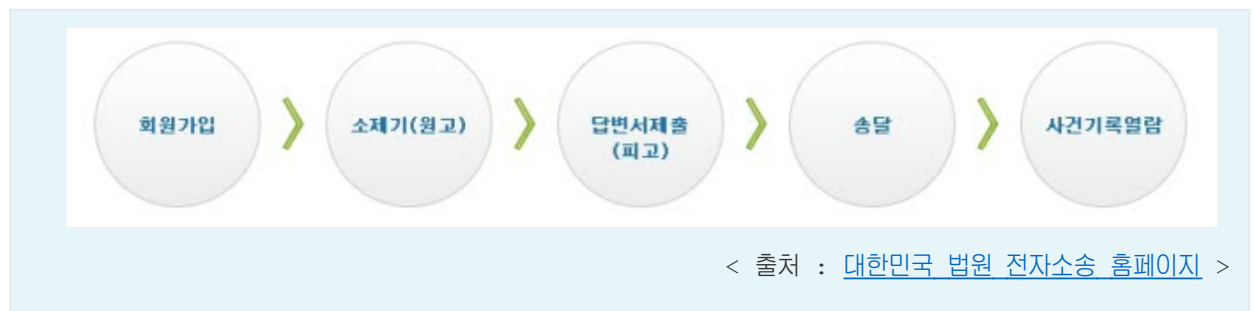 회원가입
소제기(원고)
답변서제출
(피고)
송달
사건기록열람
< 출처 : 대한민국 법원 전자소송 홈페이지 >